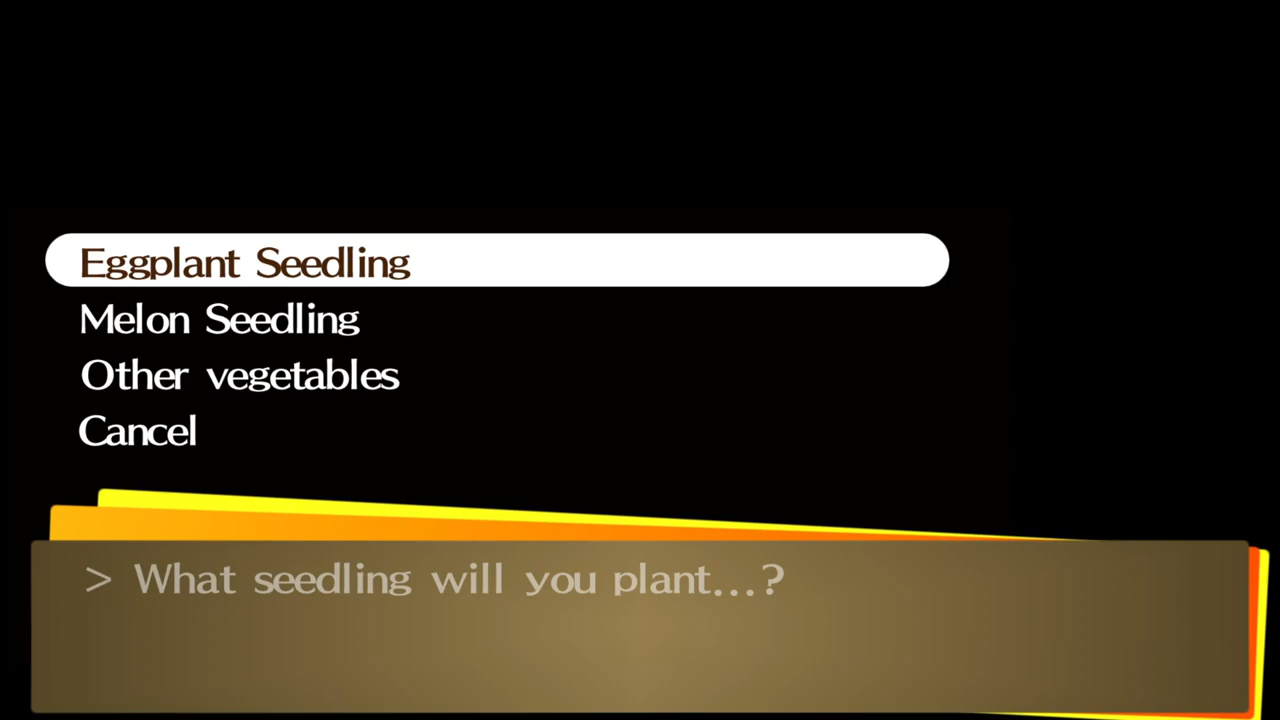 Eggplant Seedling
Melon Seedling
Other vegetables
Cancel
> What seedling will you plant...?